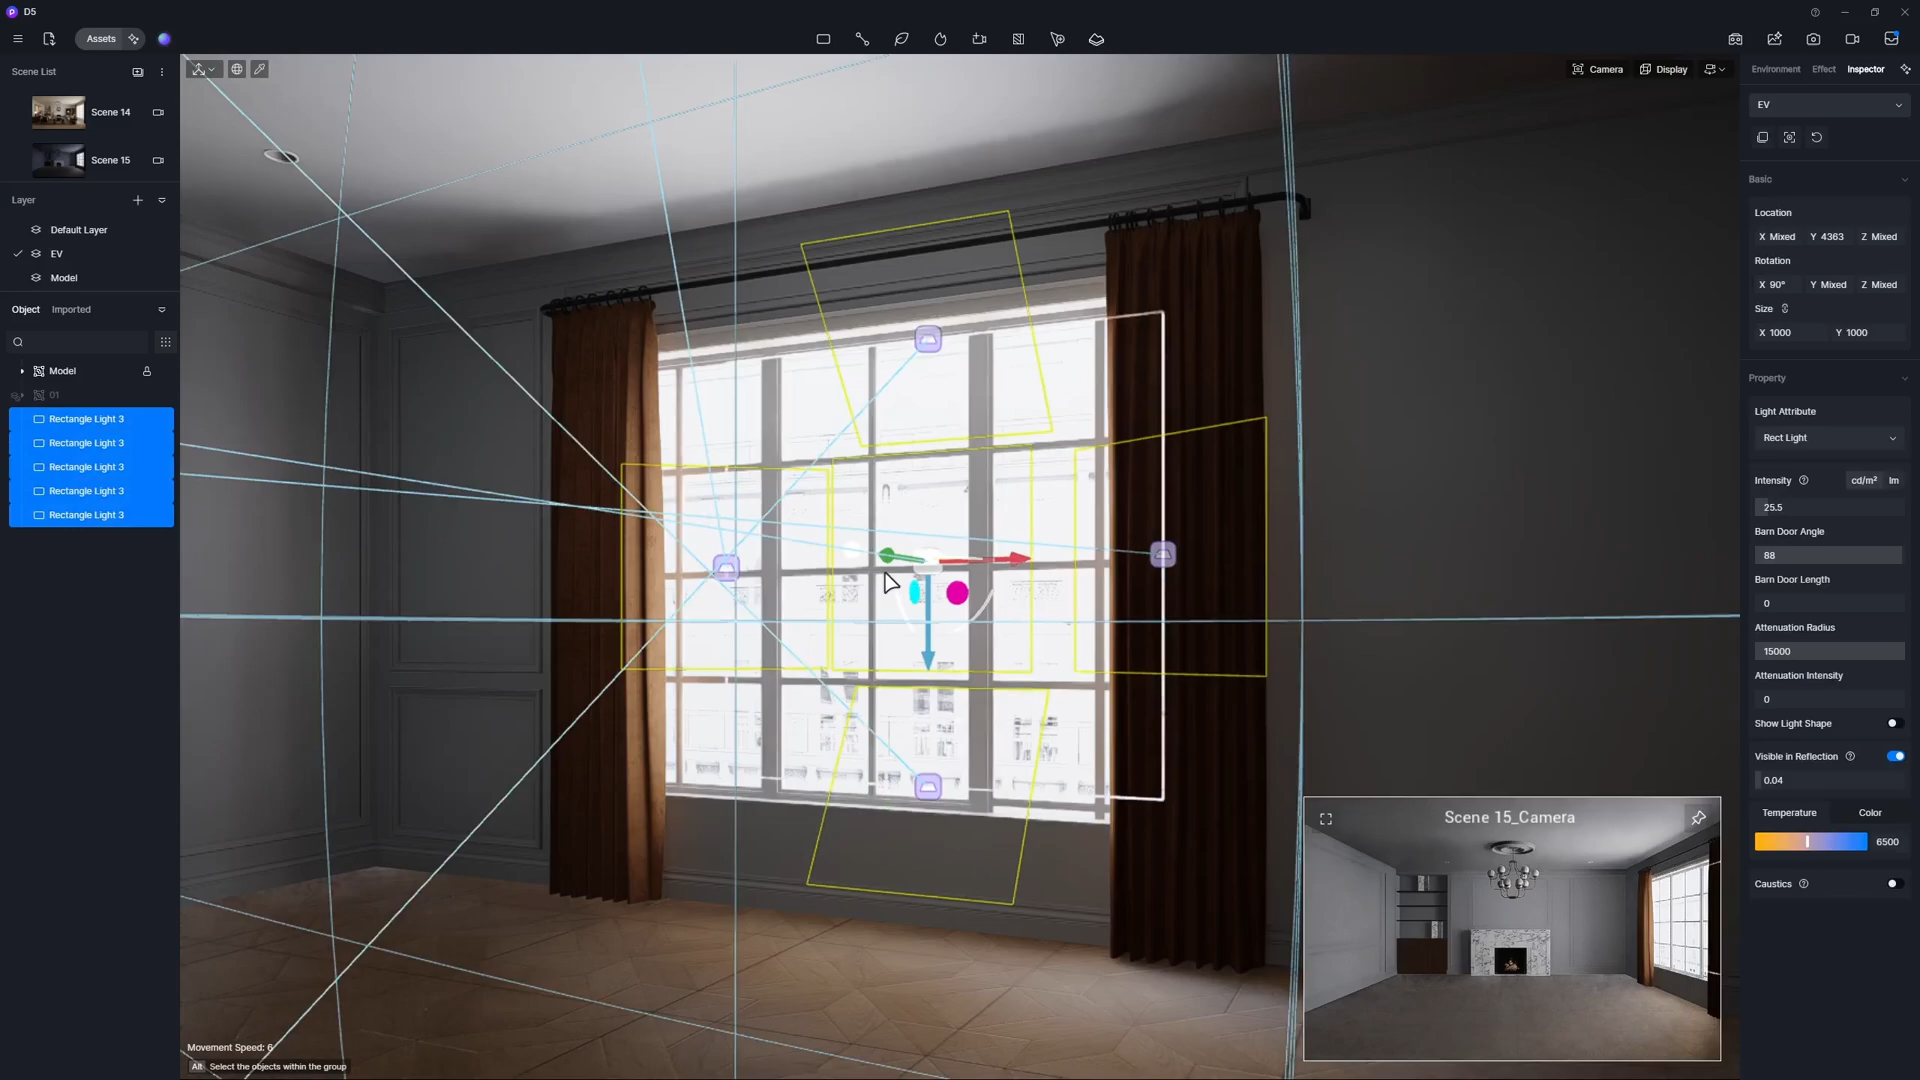 D5
Assets
Scene List
Scene 14
Scene 15
Layer
Default Layer
EV
Model
Object Imported
Model
01
Rectangle Light 3
Rectangle Light 3
Rectangle Light 3
Rectangle Light 3
Rectangle Light 3
Camera Display
Movement Speed: 6
Alt Select the objects within the group
Scene 15_Camera
Environment Effect Inspector
EV
Basic
Location
X Mixed Y 4363 Z Mixed
Rotation
X 90° Y Mixed Z Mixed
Size
X 1000 Y 1000
Property
Light Attribute
Rect Light
Intensity cd/m² lm
25.5
Barn Door Angle
88
Barn Door Length
0
Attenuation Radius
15000
Attenuation Intensity
0
Show Light Shape
Visible in Reflection
0.04
Temperature Color
6500
Caustics